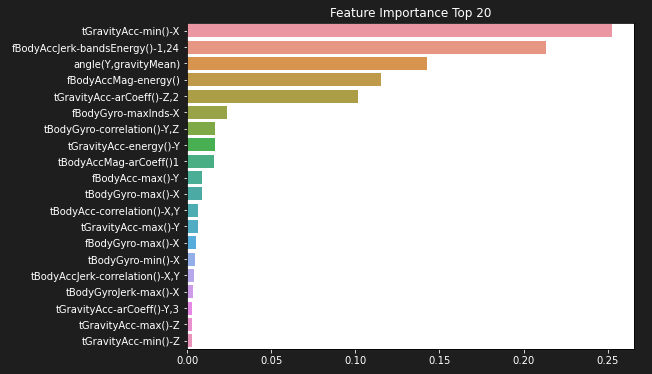 Feature Importance Top 20
tGravityAcc-min()-X
fBodyAccJerk-bandsEnergy()-1,24
angle(Y,gravityMean)
fBodyAccMag-energy()
tGravityAcc-arCoeff()-Z,2
fBodyGyro-maxInds-X
tBodyGyro-correlation()-Y,Z
tGravityAcc-energy()-Y
tBodyAccMag-arCoeff()1
fBodyAcc-max()-Y
tBodyGyro-max()-X
tBodyAcc-correlation()-X,Y
tGravityAcc-max()-Y
fBodyGyro-max()-X
tBodyGyro-min()-X
tBodyAccJerk-correlation()-X,Y
tBodyGyroJerk-max()-X
tGravityAcc-arCoeff()-Y,3
tGravityAcc-max()-Z
tGravityAcc-min()-Z
0.00 0.05 0.10 0.15 0.20 0.25